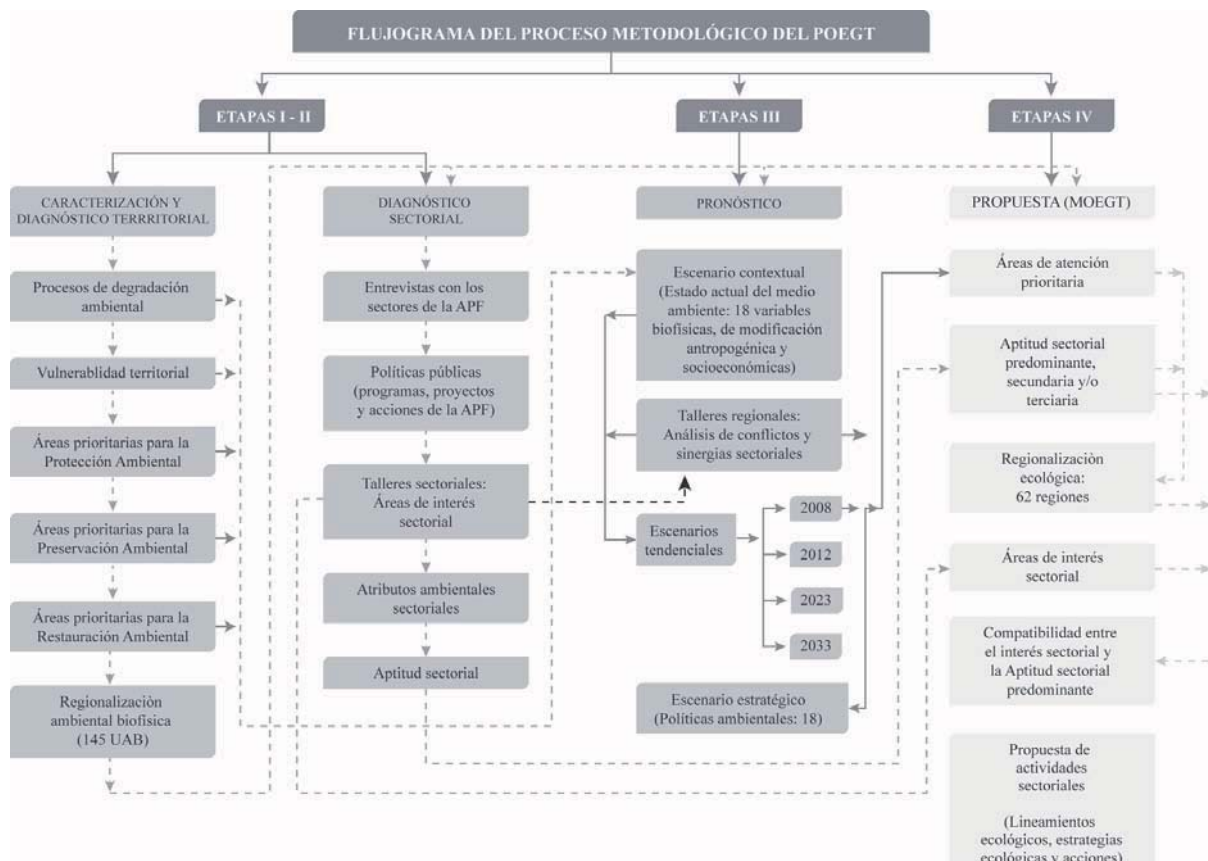 FLUJOGRAMA DEL PROCESO METODOLÓGICO DEL POEGT
ETAPAS I - II
ETAPAS III
ETAPAS IV
CARACTERIZACIÓN Y
DIAGNÓSTICO TERRRITORIAL
Procesos de degradación
ambiental
Vulnerablidad territorial
Áreas prioritarias para la
Protección Ambiental
Áreas prioritarias para la
Preservación Ambiental
Áreas prioritarias para la
Restauración Ambiental
Regionalizaciòn
ambiental biofísica
(145 UAB)
DIAGNÓSTICO
SECTORIAL
Entrevistas con los
sectores de la APF
Políticas públicas
(programas, proyectos
y acciones de la APF)
Talleres sectoriales:
Áreas de interés
sectorial
Atributos ambientales
sectoriales
Aptitud sectorial
PRONÓSTICO
Escenario contextual
(Estado actual del medio
ambiente: 18 variables
biofísicas, de modificación
antropogénica y
socioeconómicas)
Talleres regionales:
Análisis de conflictos y
sinergias sectoriales
Escenarios
tendenciales
2008
2012
2023
2033
Escenario estratégico
(Políticas ambientales: 18)
PROPUESTA (MOEGT)
Áreas de atención
prioritaria
Aptitud sectorial
predominante,
secundaria y/o
terciaria
Regionalizaciòn
ecológica:
62 regiones
Áreas de interés
sectorial
Compatibilidad entre
el interés sectorial y
la Aptitud sectorial
predominante
Propuesta de
actividades
sectoriales
(Lineamientos
ecológicos, estrategias
ecológicas y acciones)